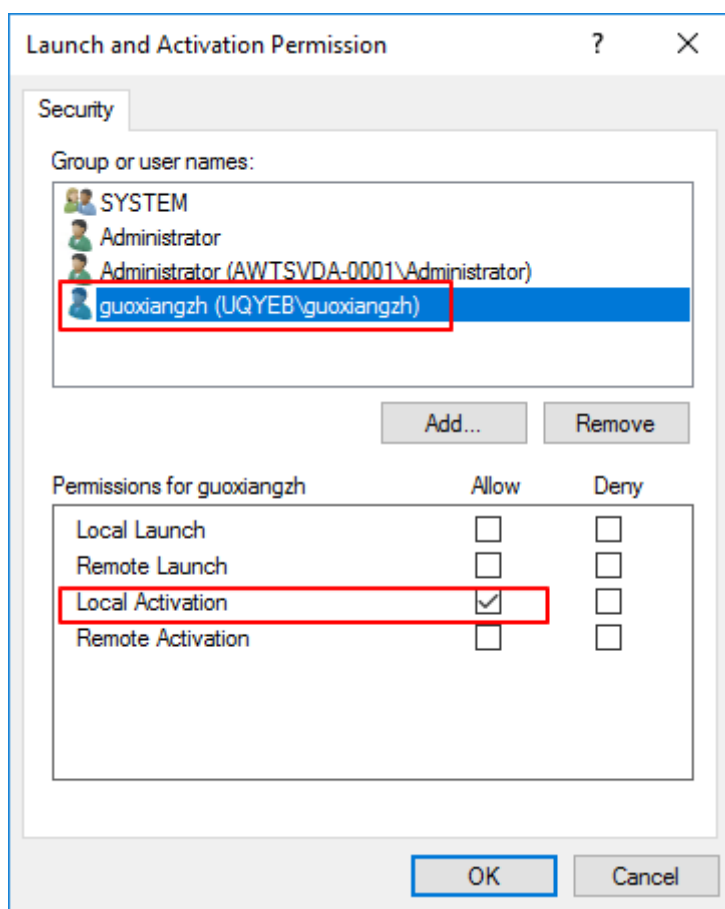 Launch and Activation Permission ? ×
Security
Group or user names:
SYSTEM
Administrator
Administrator (AWTSVDA-0001\Administrator)
guoxiangzh (UQYEB\guoxiangzh)
Add... Remove
Permissions for guoxiangzh Allow Deny
Local Launch
Remote Launch
Local Activation
Remote Activation
OK Cancel